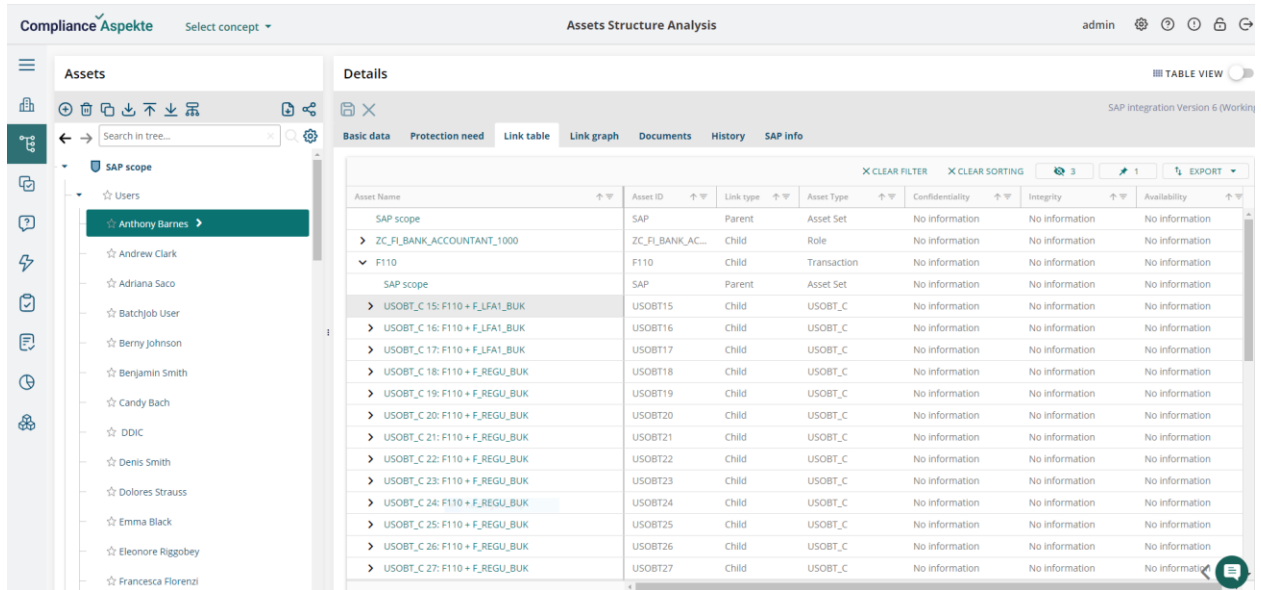 Compliance Aspekte Select concept Assets Structure Analysis admin
Assets
Details TABLE VIEW
SAP integration Version 6 (Working
Search in tree...
Basic data Protection need Link table Link graph Documents History SAP info
SAP scope
Users
Anthony Barnes
Andrew Clark
Adriana Saco
BatchJob User
Berny Johnson
Benjamin Smith
Candy Bach
DDIC
Denis Smith
Dolores Strauss
Emma Black
Eleonore Riggobey
Francesca Florenzi
CLEAR FILTER CLEAR SORTING 3 1 EXPORT
Asset Name Asset ID Link type Asset Type Confidentiality Integrity Availability
SAP scope SAP Parent Asset Set No information No information No information
ZC_FI_BANK_ACCOUNTANT_1000 ZC_FI_BANK_AC... Child Role No information No information No information
F110 F110 Child Transaction No information No information No information
SAP scope SAP Parent Asset Set No information No information No information
USOBT_C 15: F110 + F_LFA1_BUK USOBT15 Child USOBT_C No information No information No information
USOBT_C 16: F110 + F_LFA1_BUK USOBT16 Child USOBT_C No information No information No information
USOBT_C 17: F110 + F_LFA1_BUK USOBT17 Child USOBT_C No information No information No information
USOBT_C 18: F110 + F_REGU_BUK USOBT18 Child USOBT_C No information No information No information
USOBT_C 19: F110 + F_REGU_BUK USOBT19 Child USOBT_C No information No information No information
USOBT_C 20: F110 + F_REGU_BUK USOBT20 Child USOBT_C No information No information No information
USOBT_C 21: F110 + F_REGU_BUK USOBT21 Child USOBT_C No information No information No information
USOBT_C 22: F110 + F_REGU_BUK USOBT22 Child USOBT_C No information No information No information
USOBT_C 23: F110 + F_REGU_BUK USOBT23 Child USOBT_C No information No information No information
USOBT_C 24: F110 + F_REGU_BUK USOBT24 Child USOBT_C No information No information No information
USOBT_C 25: F110 + F_REGU_BUK USOBT25 Child USOBT_C No information No information No information
USOBT_C 26: F110 + F_REGU_BUK USOBT26 Child USOBT_C No information No information No information
USOBT_C 27: F110 + F_REGU_BUK USOBT27 Child USOBT_C No information No information No information